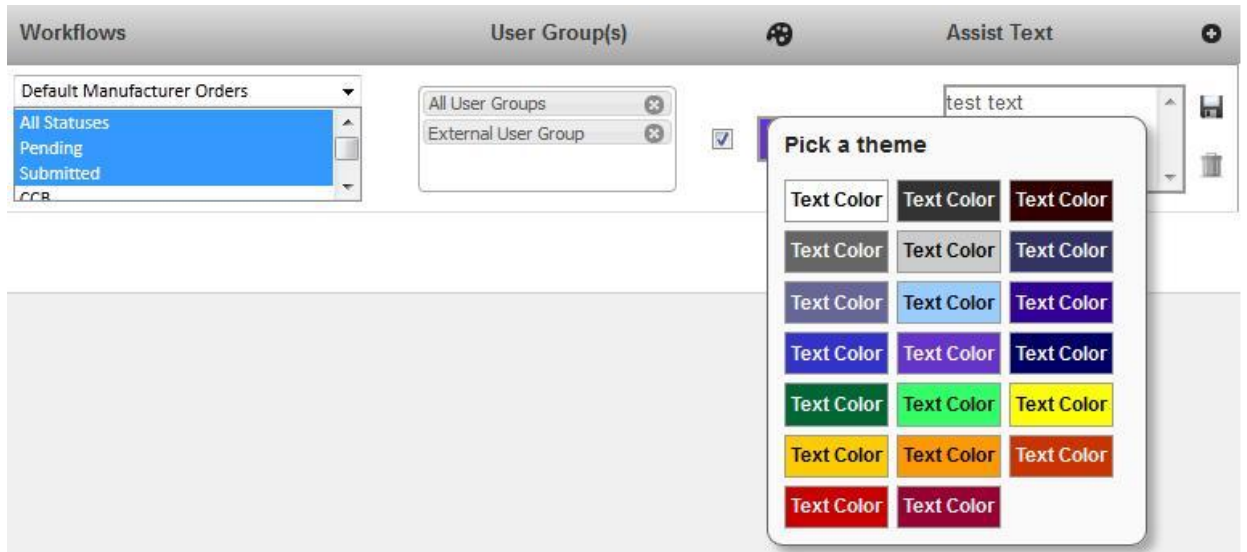 Workflows User Group(s) Assist Text
Default Manufacturer Orders
All Statuses
Pending
Submitted
CCB
All User Groups
External User Group
test text
Pick a theme
Text Color Text Color Text Color
Text Color Text Color Text Color
Text Color Text Color Text Color
Text Color Text Color Text Color
Text Color Text Color Text Color
Text Color Text Color Text Color
Text Color Text Color